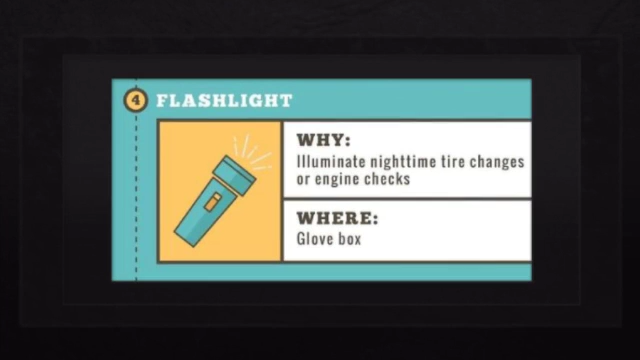 4 FLASHLIGHT
WHY:
Illuminate nighttime tire changes
or engine checks
WHERE:
Glove box